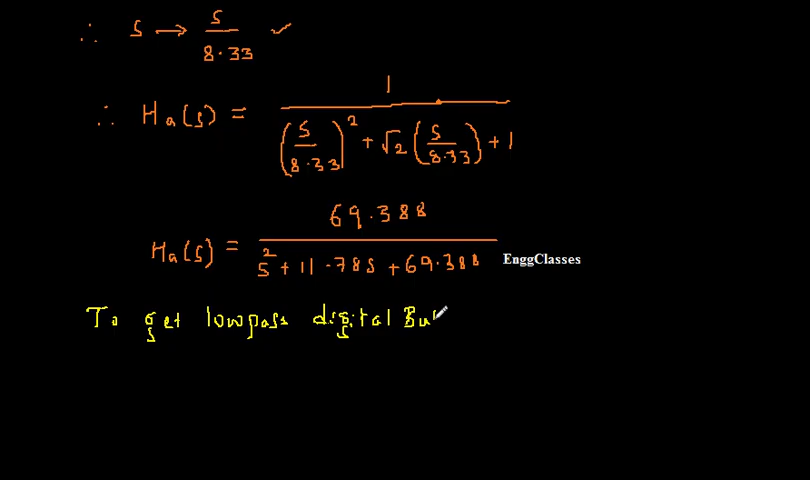 ∴ s → s/8.33 ✓
∴ Ha(s) = 1 / ((s/8.33)² + √2 (s/8.33) + 1)
Ha(s) = 69.388 / (s² + 11.78s + 69.388)
EnggClasses
To get lowpass digital Bu